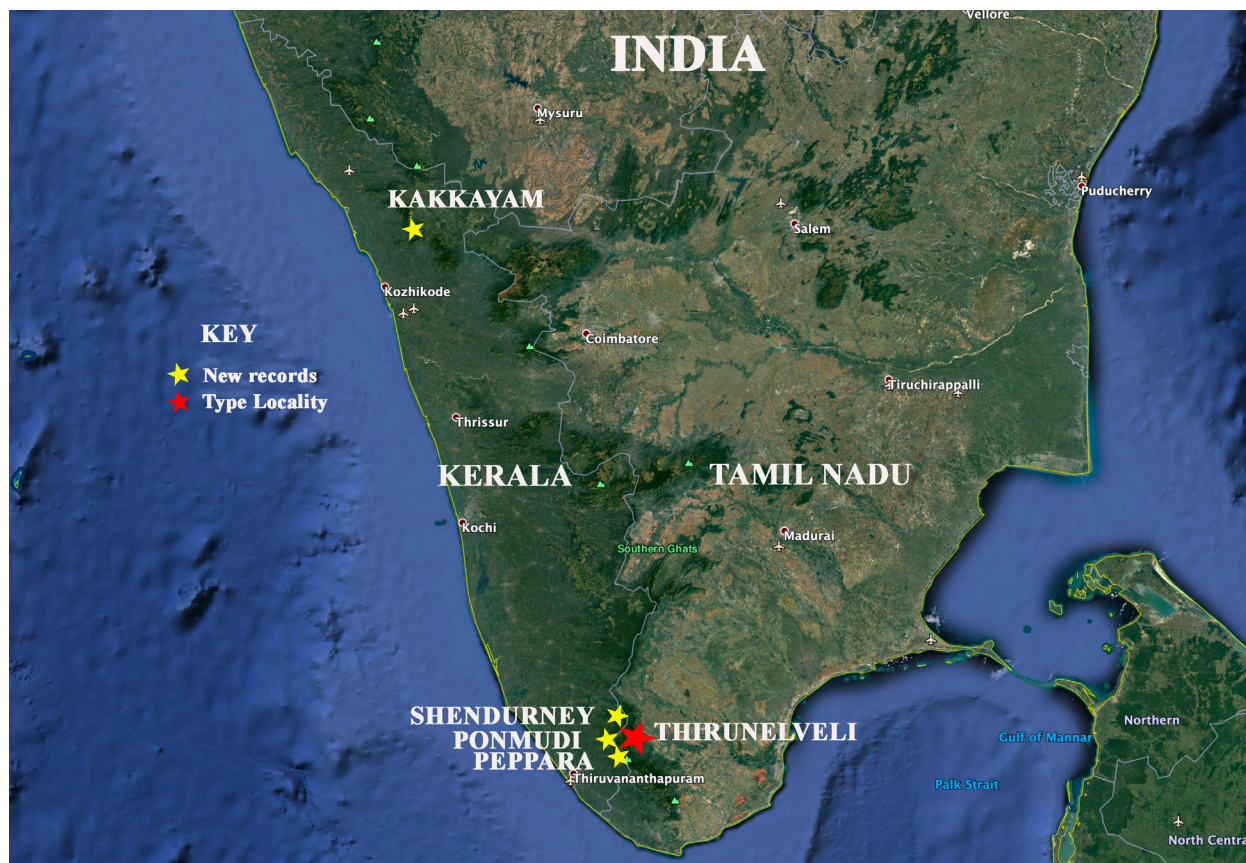 Vellore
INDIA
Mysuru
Puducherry
KAKKAYAM
Salem
Kozhikode
KEY
Coimbatore
New records
Tiruchirappalli
Type Locality
Thrissur
KERALA
TAMIL NADU
Kochi
Madurai
Southern Ghats
SHENDURNEY
Northern
THIRUNELVELI
PONMUDI
Gulf of Mannar
PEPPARA
Thiruvananthapuram
Palk Strait
North Centra